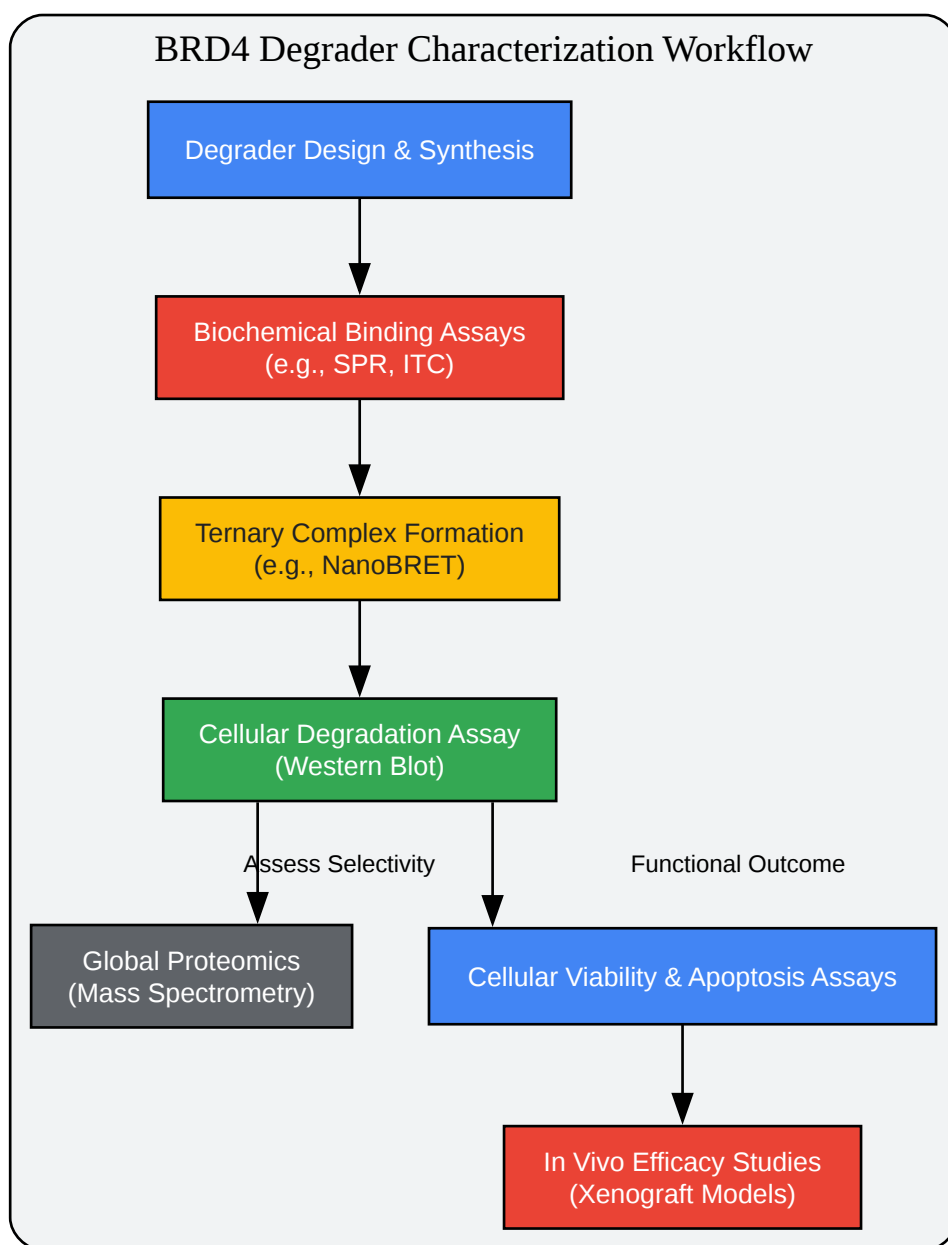 BRD4 Degrader Characterization Workflow
Degrader Design & Synthesis
Biochemical Binding Assays
(e.g., SPR, ITC)
Ternary Complex Formation
(e.g., NanoBRET)
Cellular Degradation Assay
(Western Blot)
Assess Selectivity
Functional Outcome
Global Proteomics
(Mass Spectrometry)
Cellular Viability & Apoptosis Assays
In Vivo Efficacy Studies
(Xenograft Models)